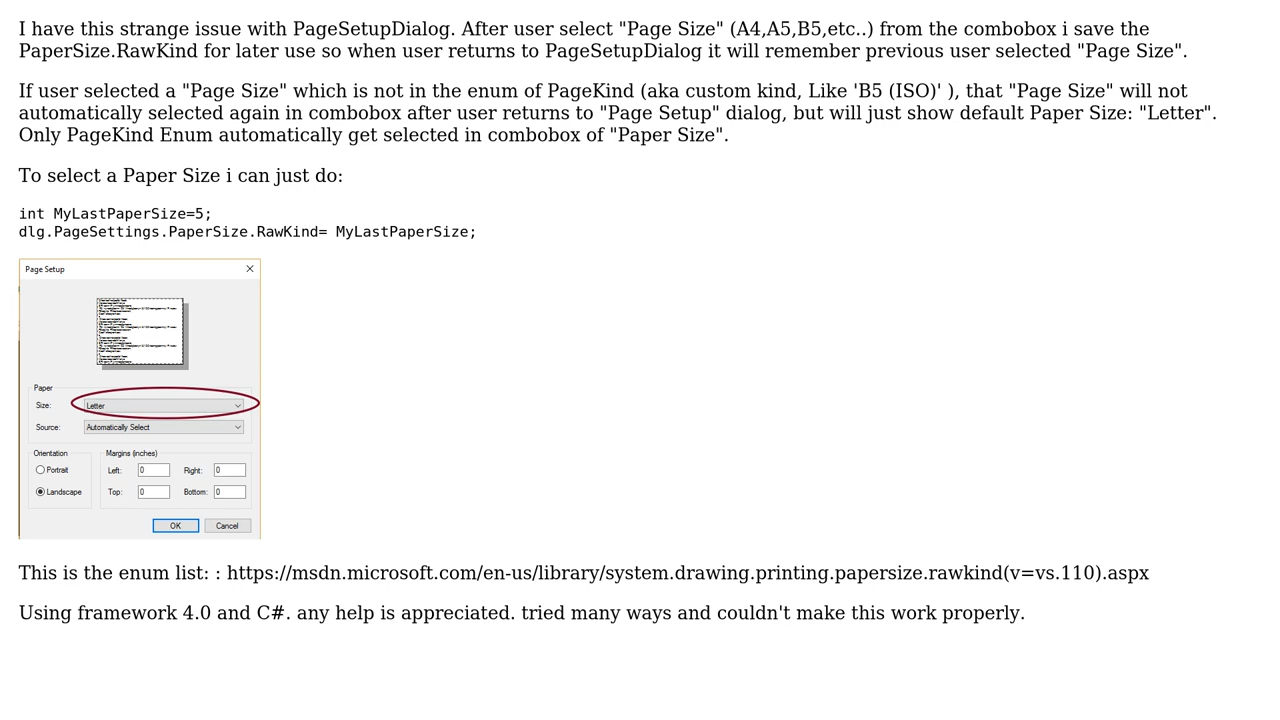 I have this strange issue with PageSetupDialog. After user select "Page Size" (A4,A5,B5,etc..) from the combobox i save the
PaperSize.RawKind for later use so when user returns to PageSetupDialog it will remember previous user selected "Page Size".
If user selected a "Page Size" which is not in the enum of PageKind (aka custom kind, Like 'B5 (ISO)' ), that "Page Size" will not
automatically selected again in combobox after user returns to "Page Setup" dialog, but will just show default Paper Size: "Letter".
Only PageKind Enum automatically get selected in combobox of "Paper Size".
To select a Paper Size i can just do:
int MyLastPaperSize=5;
dlg.PageSettings.PaperSize.RawKind= MyLastPaperSize;
Page Setup
Paper
Size: Letter
Source: Automatically Select
Orientation
Portrait
Landscape
Margins (inches)
Left: 0 Right: 0
Top: 0 Bottom: 0
OK Cancel
This is the enum list: : https://msdn.microsoft.com/en-us/library/system.drawing.printing.papersize.rawkind(v=vs.110).aspx
Using framework 4.0 and C#. any help is appreciated. tried many ways and couldn't make this work properly.